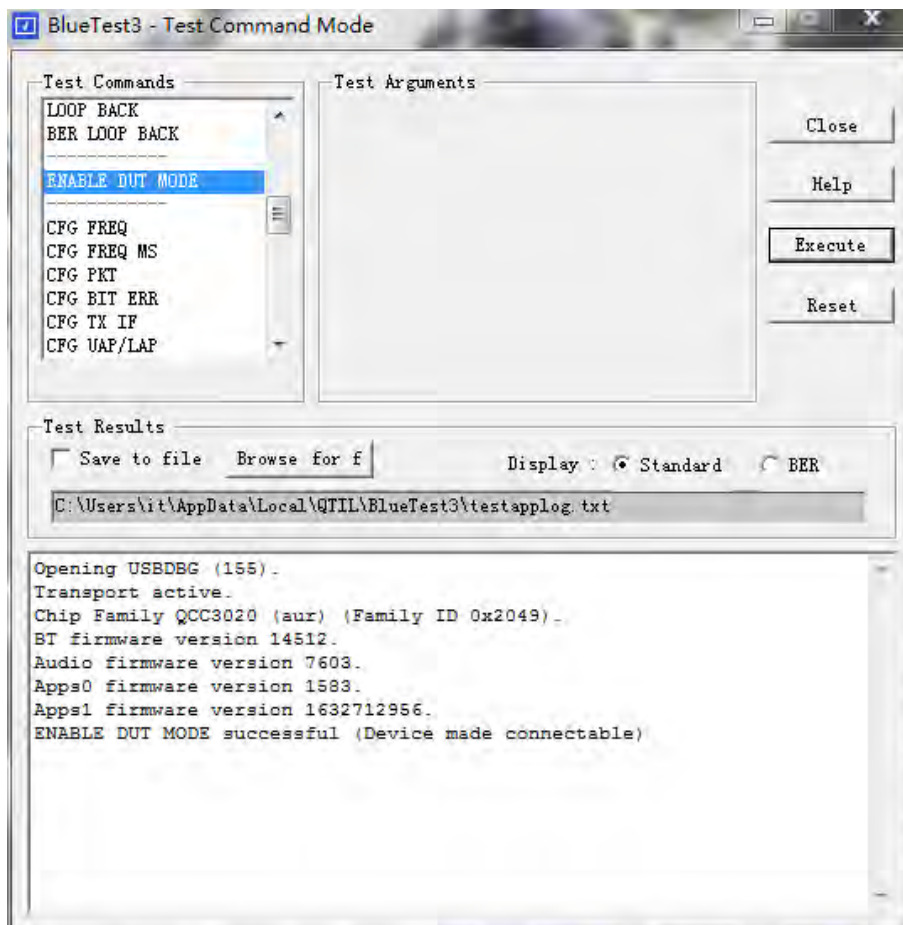 BlueTest3 - Test Command Mode
Test Commands
LOOP BACK
BER LOOP BACK
------------
ENABLE DUT MODE
------------
CFG FREQ
CFG FREQ MS
CFG PKT
CFG BIT ERR
CFG TX IF
CFG UAP/LAP
Test Arguments
Close
Help
Execute
Reset
Test Results
Save to file Browse for f Display : Standard BER
C:\Users\it\AppData\Local\QTIL\BlueTest3\testapplog.txt
Opening USBDBG (155).
Transport active.
Chip Family QCC3020 (aur) (Family ID 0x2049).
BT firmware version 14512.
Audio firmware version 7603.
Apps0 firmware version 1583.
Apps1 firmware version 1632712956.
ENABLE DUT MODE successful (Device made connectable)